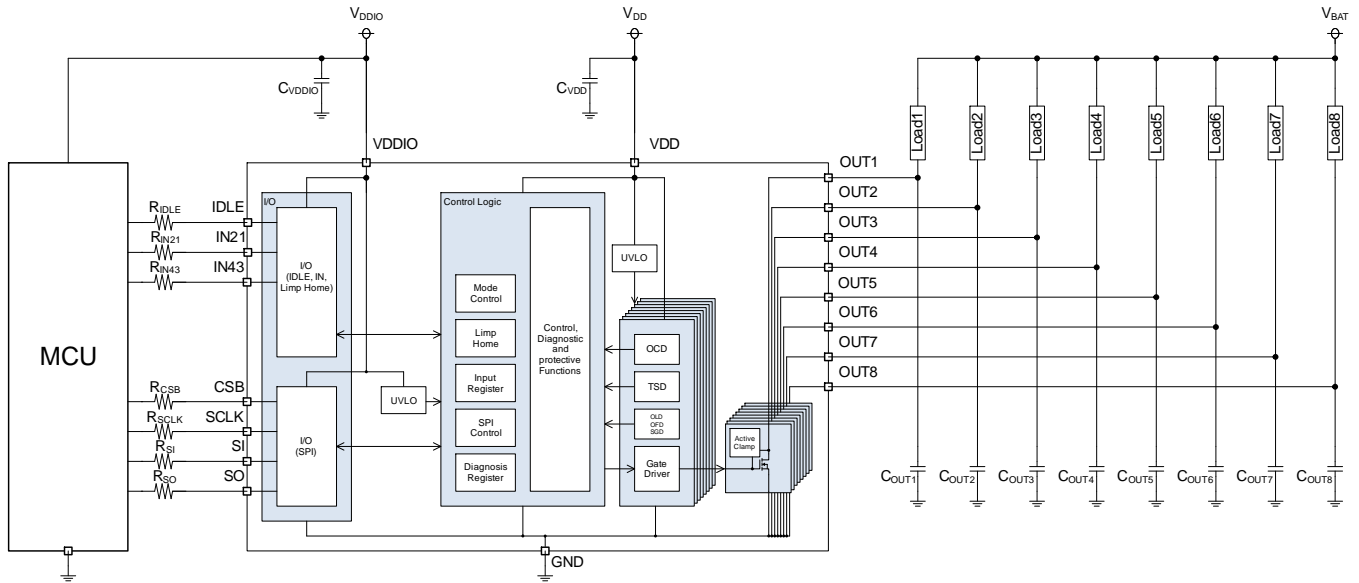 VDDIO
VDD
VBAT
CVDDIO
CVDD
Load1
Load2
Load3
Load4
Load5
Load6
Load7
Load8
VDDIO
VDD
OUT1
OUT2
OUT3
OUT4
OUT5
OUT6
OUT7
OUT8
MCU
RIDLE
IDLE
RIN21
IN21
RIN43
IN43
RCSB
CSB
RSCLK
SCLK
RSI
SI
RSO
SO
I/O
I/O
(IDLE, IN,
Limp Home)
UVLO
I/O
(SPI)
Control Logic
Mode
Control
Limp
Home
Input
Register
SPI
Control
Diagnosis
Register
Control,
Diagnostic
and
protective
Functions
UVLO
OCD
TSD
OLD
OFD
SGD
Gate
Driver
Active
Clamp
GND
COUT1
COUT2
COUT3
COUT4
COUT5
COUT6
COUT7
COUT8